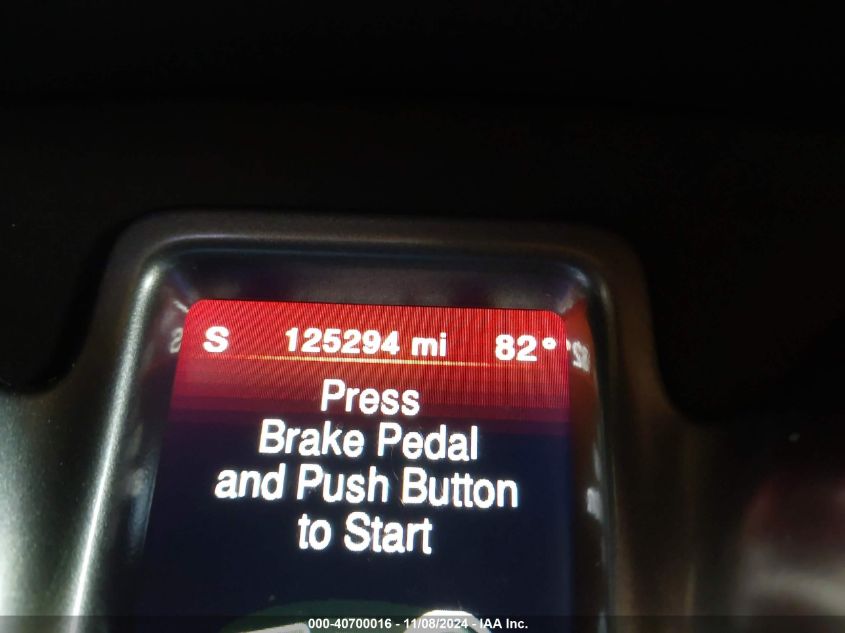 S 125294 mi 82°
Press
Brake Pedal
and Push Button
to Start
000-40700016 - 11/08/2024 - IAA Inc.